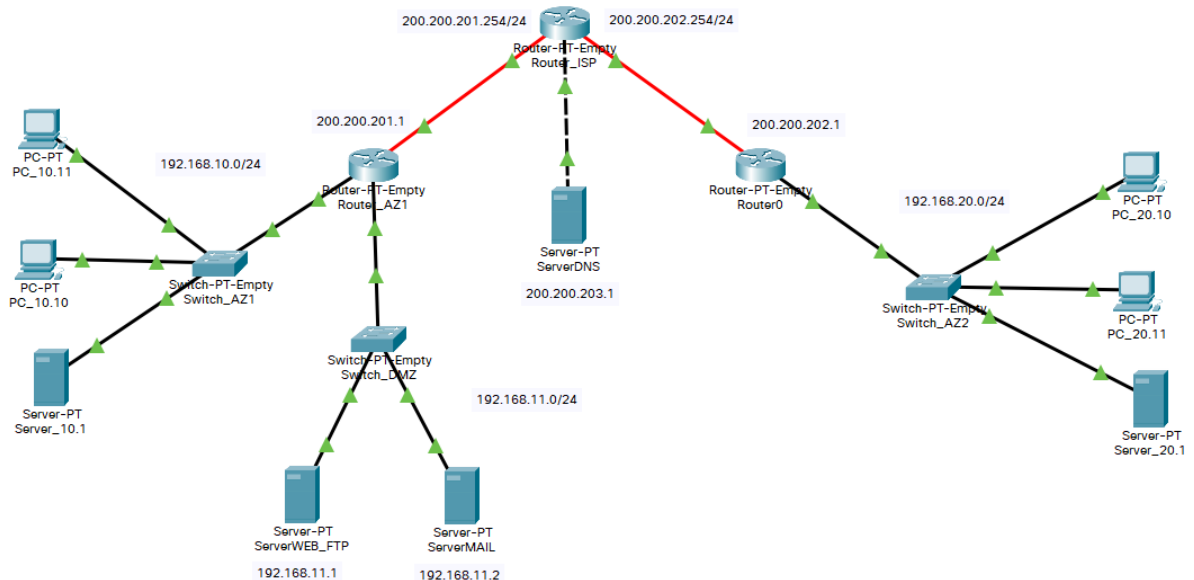 200.200.201.254/24
200.200.202.254/24
Router-PT-Empty
Router_ISP
200.200.201.1
200.200.202.1
PC-PT
PC_10.11
192.168.10.0/24
Router-PT-Empty
Router_AZ1
Router-PT-Empty
Router0
192.168.20.0/24
PC-PT
PC_20.10
Server-PT
ServerDNS
200.200.203.1
PC-PT
PC_10.10
Switch-PT-Empty
Switch_AZ1
Switch-PT-Empty
Switch_AZ2
PC-PT
PC_20.11
Switch-PT-Empty
Switch_DMZ
192.168.11.0/24
Server-PT
Server_10.1
Server-PT
Server_20.1
Server-PT
ServerWEB_FTP
192.168.11.1
Server-PT
ServerMAIL
192.168.11.2